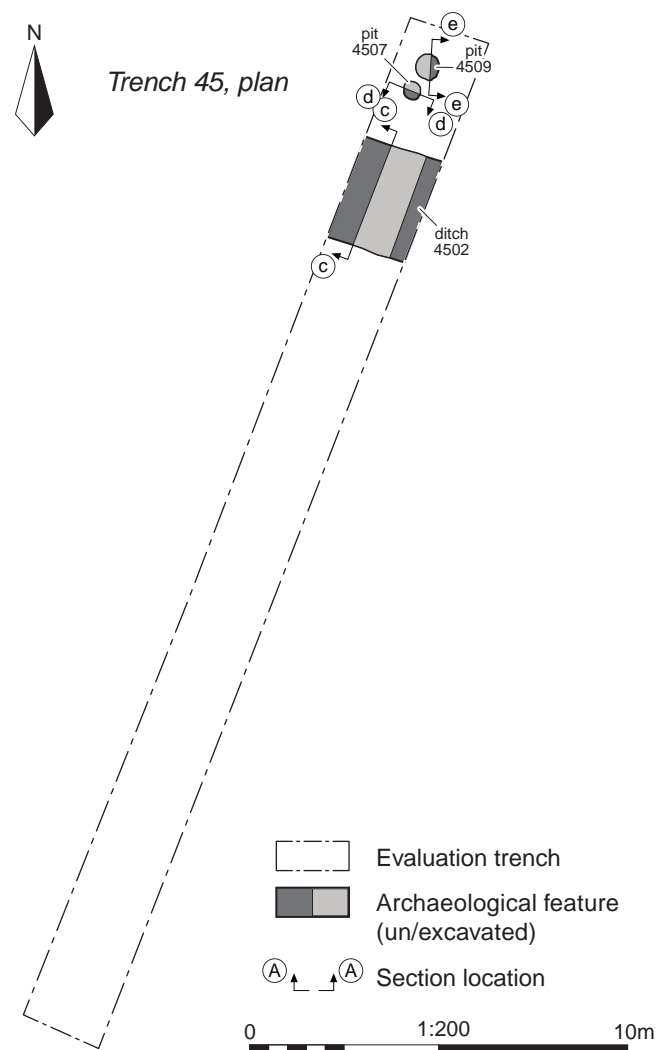 N
Trench 45, plan
pit
4507
e
pit
4509
d
c
e
d
ditch
4502
c
Evaluation trench
Archaeological feature
(un/excavated)
A A Section location
0 1:200 10m